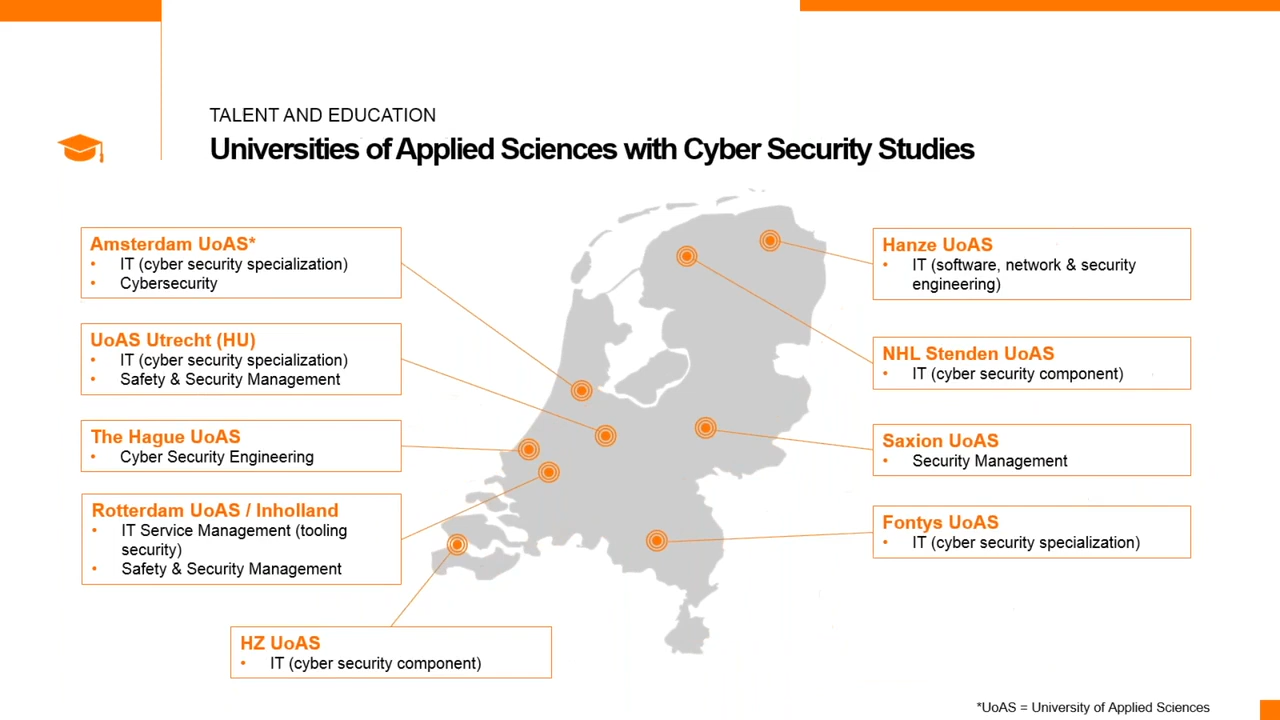 TALENT AND EDUCATION
Universities of Applied Sciences with Cyber Security Studies
Amsterdam UoAS*
• IT (cyber security specialization)
• Cybersecurity
UoAS Utrecht (HU)
• IT (cyber security specialization)
• Safety & Security Management
The Hague UoAS
• Cyber Security Engineering
Rotterdam UoAS / Inholland
• IT Service Management (tooling
security)
• Safety & Security Management
HZ UoAS
• IT (cyber security component)
Hanze UoAS
• IT (software, network & security
engineering)
NHL Stenden UoAS
• IT (cyber security component)
Saxion UoAS
• Security Management
Fontys UoAS
• IT (cyber security specialization)
*UoAS = University of Applied Sciences